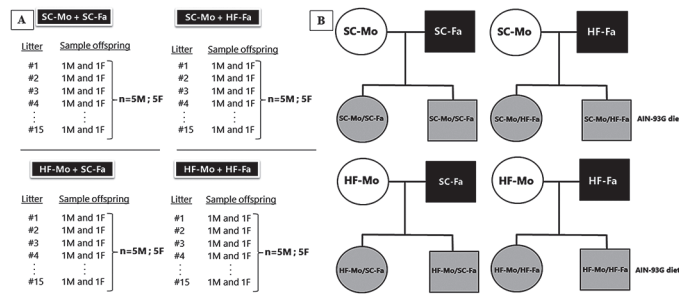 A
SC-Mo + SC-Fa
Litter Sample offspring
#1 1M and 1F
#2 1M and 1F
#3 1M and 1F
#4 1M and 1F
⋮ ⋮
#15 1M and 1F
n=5M ; 5F
SC-Mo + HF-Fa
Litter Sample offspring
#1 1M and 1F
#2 1M and 1F
#3 1M and 1F
#4 1M and 1F
⋮ ⋮
#15 1M and 1F
n=5M ; 5F
HF-Mo + SC-Fa
Litter Sample offspring
#1 1M and 1F
#2 1M and 1F
#3 1M and 1F
#4 1M and 1F
⋮ ⋮
#15 1M and 1F
n=5M ; 5F
HF-Mo + HF-Fa
Litter Sample offspring
#1 1M and 1F
#2 1M and 1F
#3 1M and 1F
#4 1M and 1F
⋮ ⋮
#15 1M and 1F
n=5M ; 5F
B
SC-Mo SC-Fa SC-Mo HF-Fa
SC-Mo/SC-Fa SC-Mo/SC-Fa SC-Mo/HF-Fa SC-Mo/HF-Fa AIN-93G diet
HF-Mo SC-Fa HF-Mo HF-Fa
HF-Mo/SC-Fa HF-Mo/SC-Fa HF-Mo/HF-Fa HF-Mo/HF-Fa AIN-93G diet